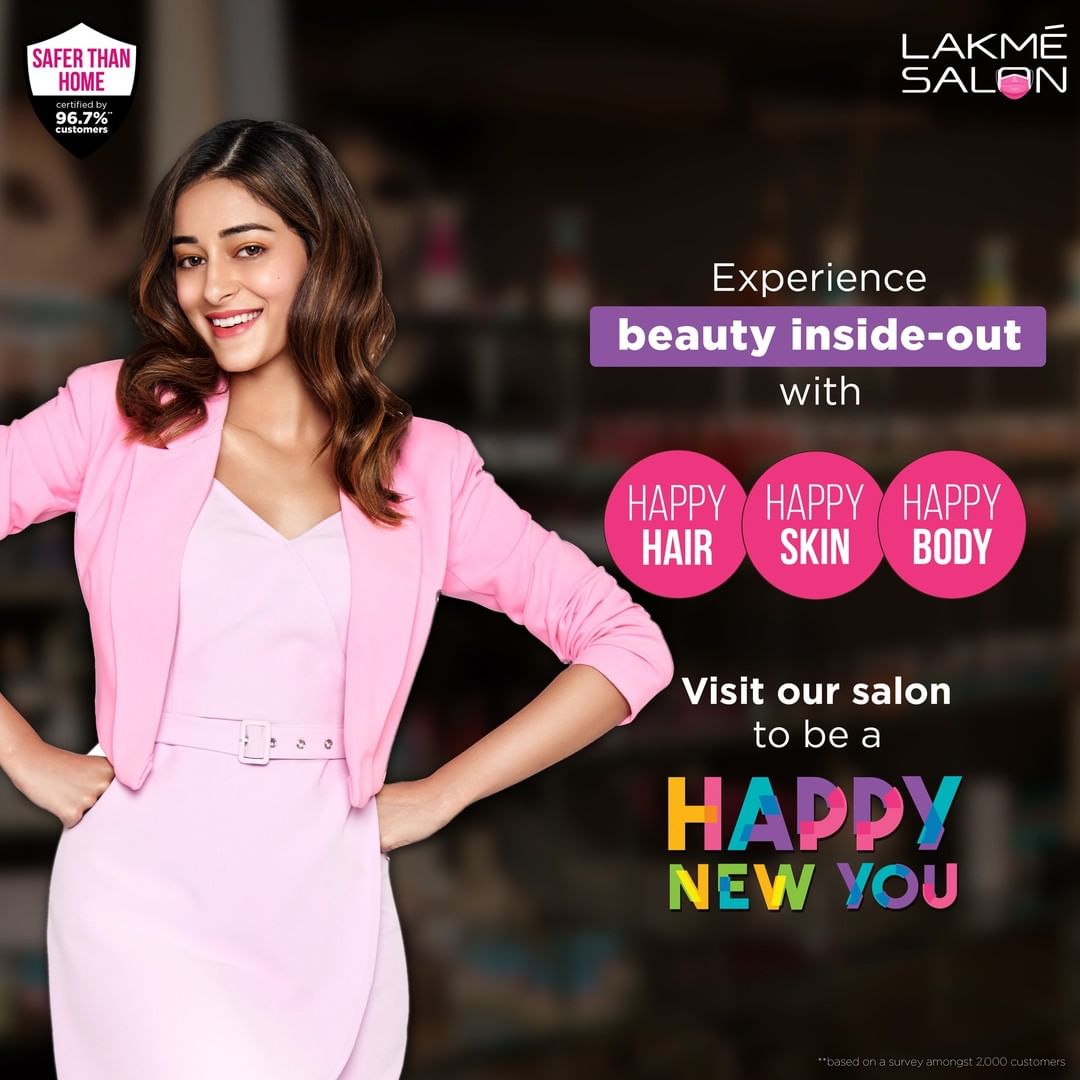 SAFER THAN
HOME
certified by
96.7%**
customers
LAKMÉ
SALON
Experience
beauty inside-out
with
HAPPY
HAIR
HAPPY
SKIN
HAPPY
BODY
Visit our salon
to be a
HAPPY
NEW YOU
**based on a survey amongst 2,000 customers